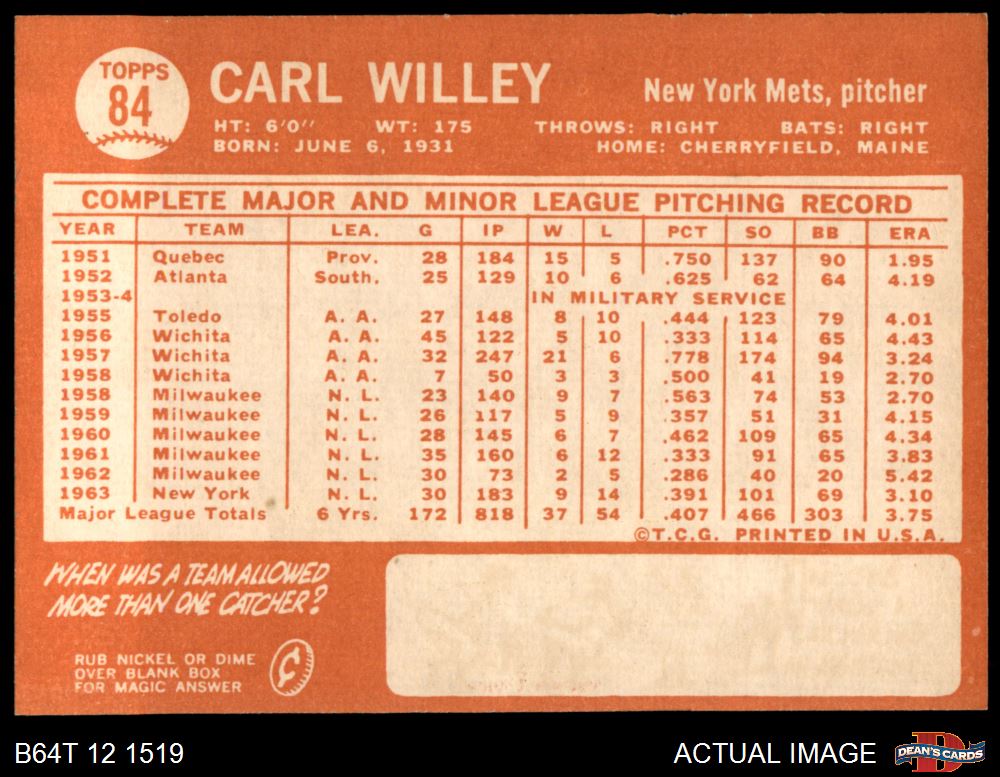 TOPPS
84
CARL WILLEY
New York Mets, pitcher
HT: 6'0" WT: 175 THROWS: RIGHT BATS: RIGHT
BORN: JUNE 6, 1931 HOME: CHERRYFIELD, MAINE
COMPLETE MAJOR AND MINOR LEAGUE PITCHING RECORD
YEAR TEAM LEA. G IP W L PCT SO BB ERA
1951 Quebec Prov. 28 184 15 5 .750 137 90 1.95
1952 Atlanta South. 25 129 10 6 .625 62 64 4.19
1953-4 IN MILITARY SERVICE
1955 Toledo A. A. 27 148 8 10 .444 123 79 4.01
1956 Wichita A. A. 45 122 5 10 .333 114 65 4.43
1957 Wichita A. A. 32 247 21 6 .778 174 94 3.24
1958 Wichita A. A. 7 50 3 3 .500 41 19 2.70
1958 Milwaukee N. L. 23 140 9 7 .563 74 53 2.70
1959 Milwaukee N. L. 26 117 5 9 .357 51 31 4.15
1960 Milwaukee N. L. 28 145 6 7 .462 109 65 4.34
1961 Milwaukee N. L. 35 160 6 12 .333 91 65 3.83
1962 Milwaukee N. L. 30 73 2 5 .286 40 20 5.42
1963 New York N. L. 30 183 9 14 .391 101 69 3.10
Major League Totals 6 Yrs. 172 818 37 54 .407 466 303 3.75
©T.C.G. PRINTED IN U.S.A.
WHEN WAS A TEAM ALLOWED
MORE THAN ONE CATCHER?
RUB NICKEL OR DIME
OVER BLANK BOX
FOR MAGIC ANSWER
¢
B64T 12 1519 ACTUAL IMAGE
DEAN'S CARDS